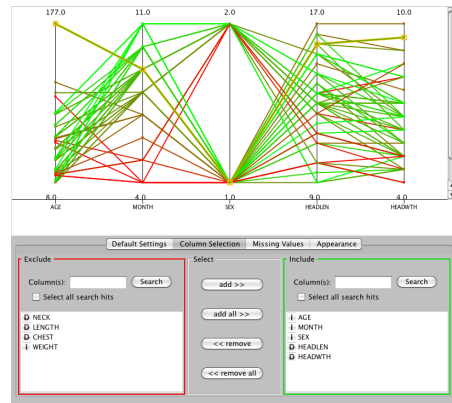 177.0 11.0 2.0 17.0 10.0
8.0 4.0 1.0 9.0 4.0
AGE MONTH SEX HEADLEN HEADWTH
Default Settings Column Selection Missing Values Appearance
Exclude Select Include
Column(s): Search add >> Column(s): Search
Select all search hits Select all search hits
add all >>
D NECK I AGE
D LENGTH I MONTH
D CHEST << remove I SEX
I WEIGHT D HEADLEN
D HEADWTH
<< remove all